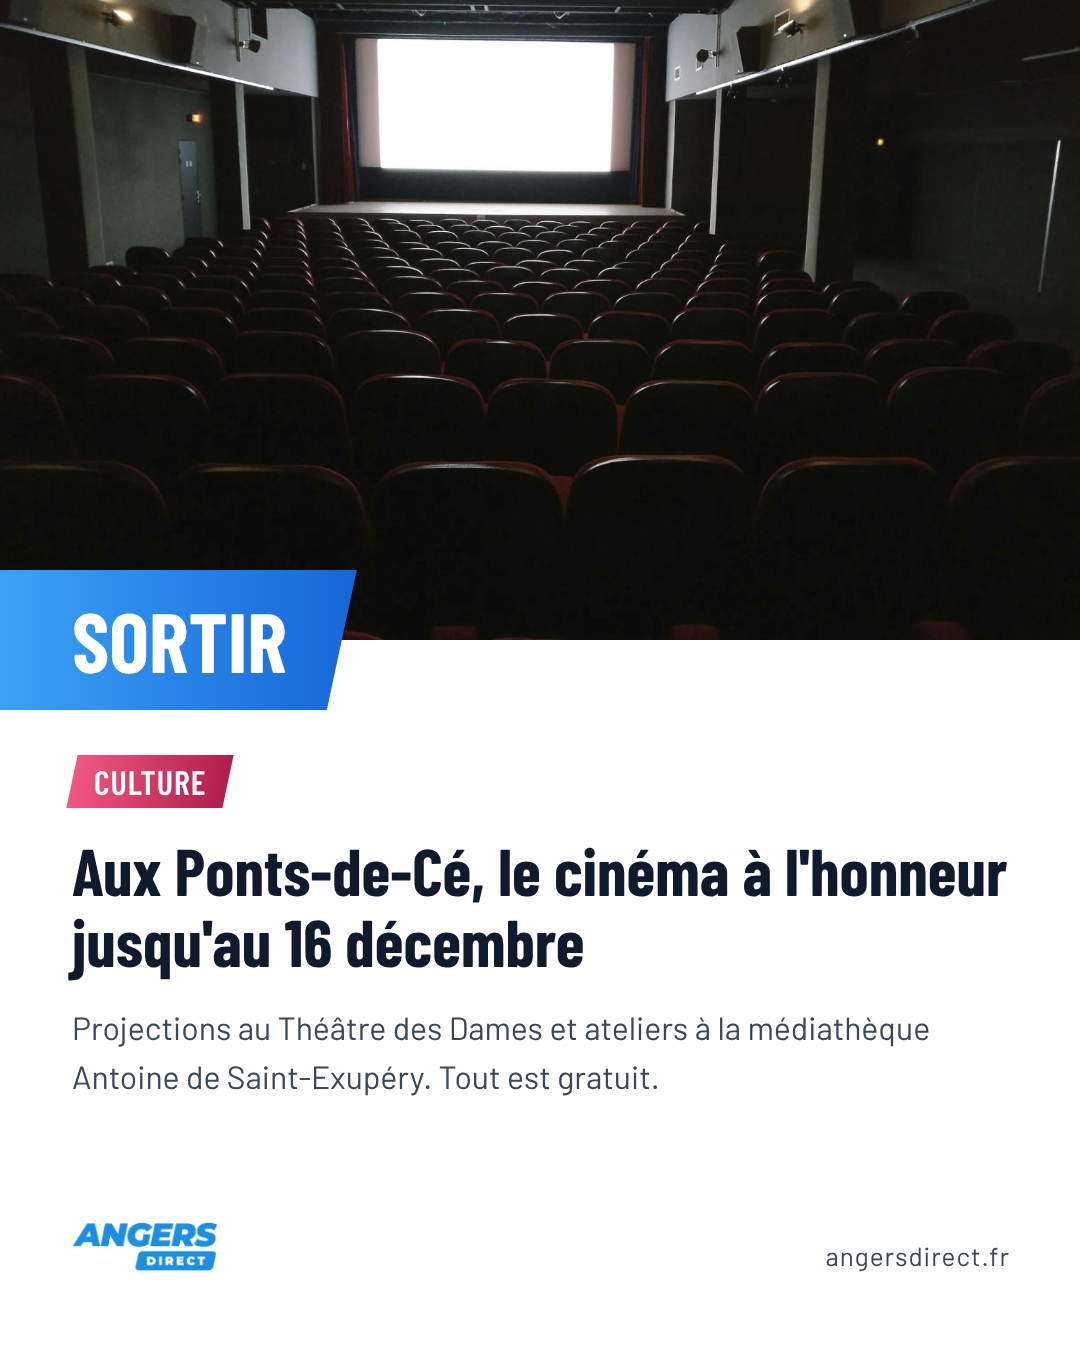 SORTIR
CULTURE
Aux Ponts-de-Cé, le cinéma à l'honneur
jusqu'au 16 décembre
Projections au Théâtre des Dames et ateliers à la médiathèque
Antoine de Saint-Exupéry. Tout est gratuit.
ANGERS
DIRECT
angersdirect.fr